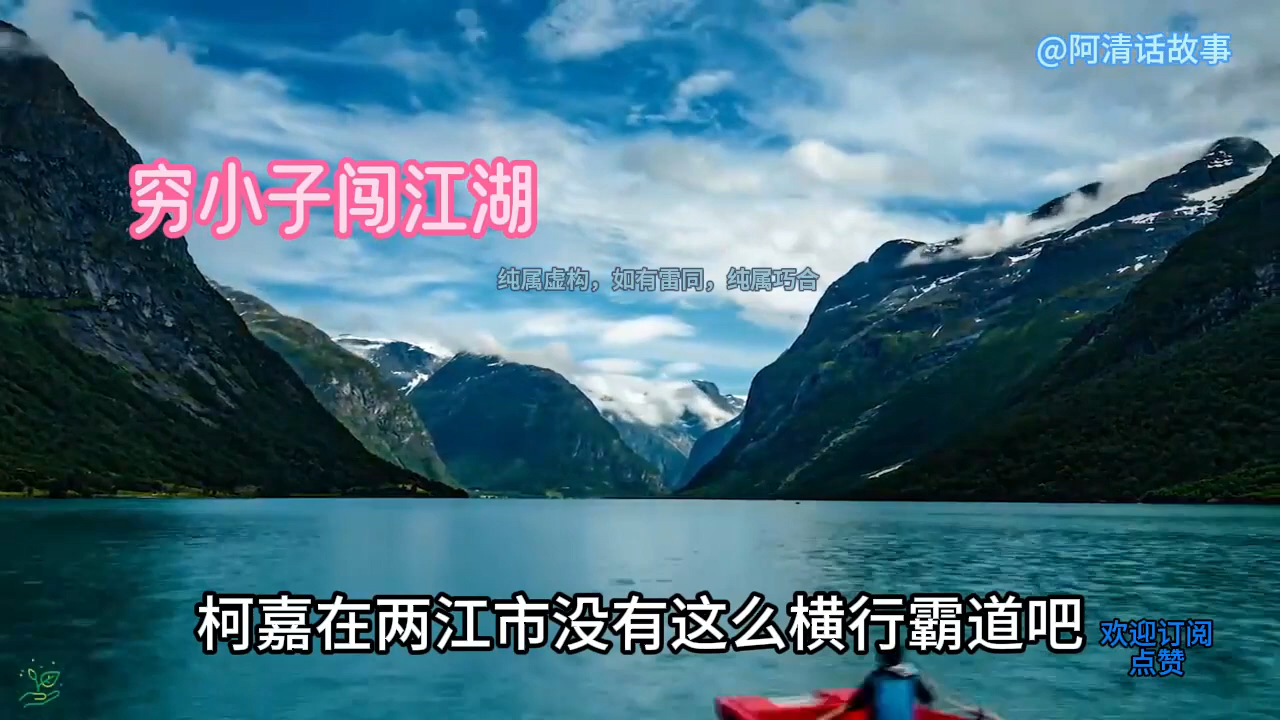 @阿清话故事
穷小子闯江湖
纯属虚构，如有雷同，纯属巧合
柯嘉在两江市没有这么横行霸道吧
欢迎订阅
点赞